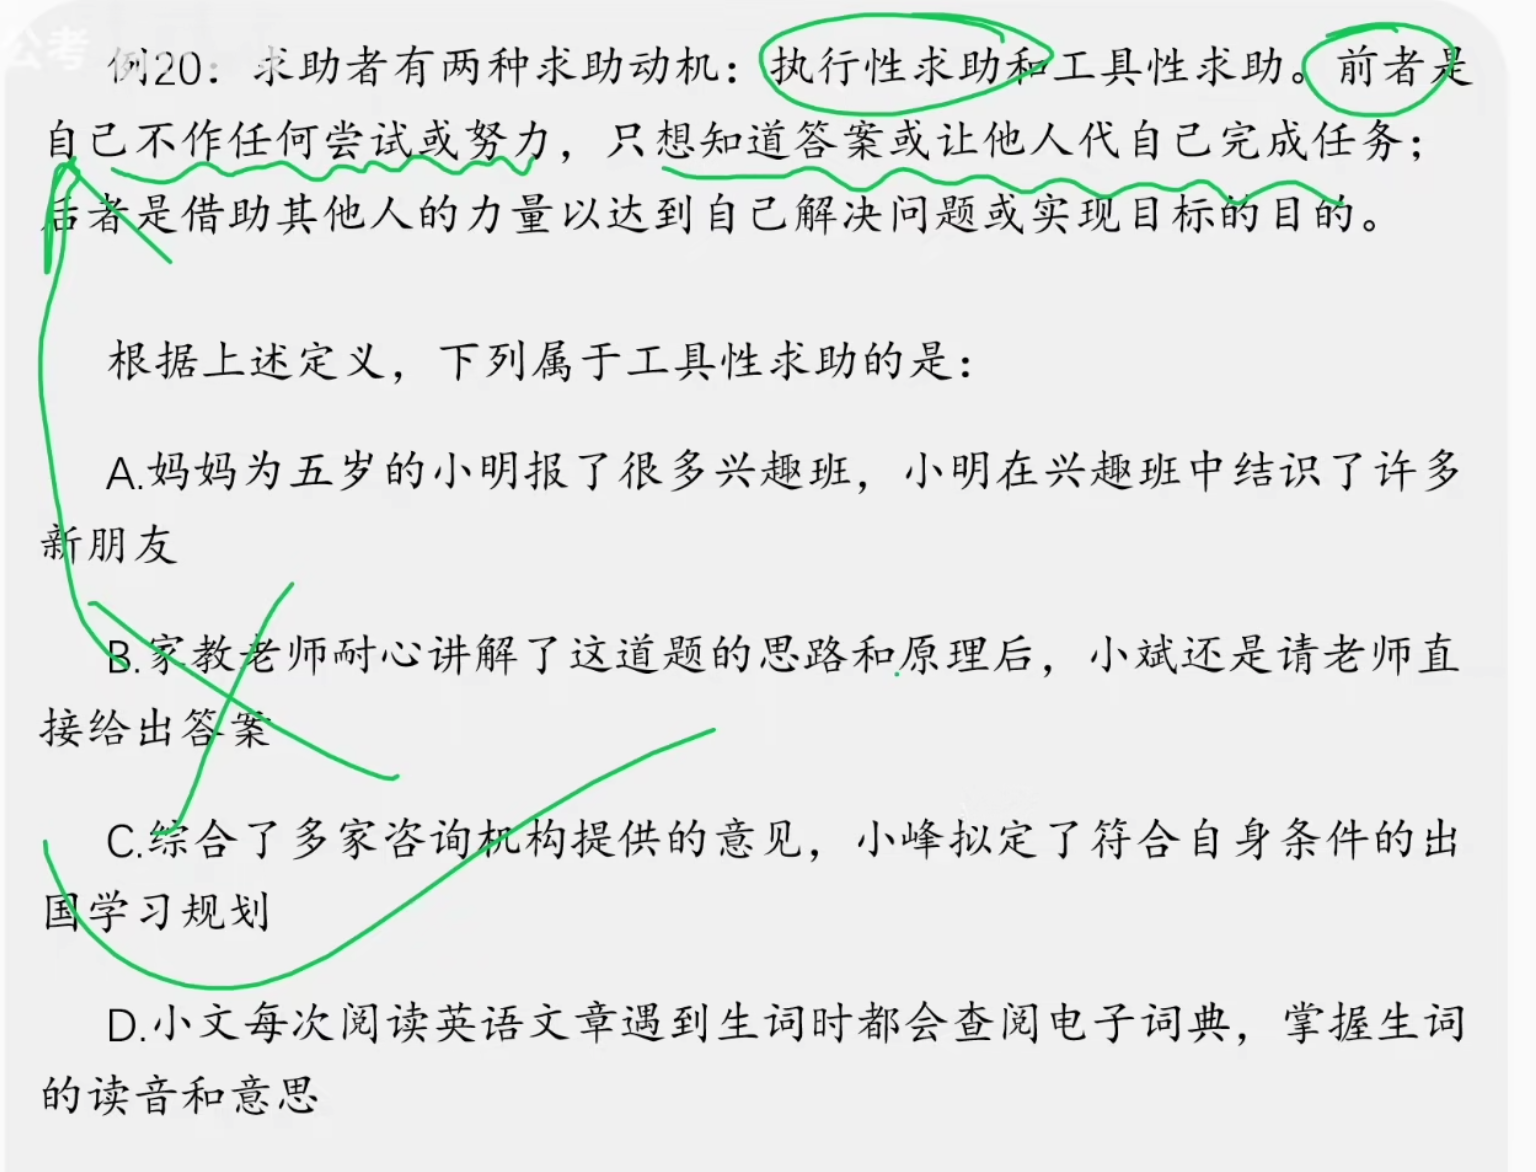 公考
例20：求助者有两种求助动机：执行性求助和工具性求助。前者是
自己不作任何尝试或努力，只想知道答案或让他人代自己完成任务；
后者是借助其他人的力量以达到自己解决问题或实现目标的目的。
根据上述定义，下列属于工具性求助的是：
A.妈妈为五岁的小明报了很多兴趣班，小明在兴趣班中结识了许多
新朋友
B.家教老师耐心讲解了这道题的思路和原理后，小斌还是请老师直
接给出答案
C.综合了多家咨询机构提供的意见，小峰拟定了符合自身条件的出
国学习规划
D.小文每次阅读英语文章遇到生词时都会查阅电子词典，掌握生词
的读音和意思